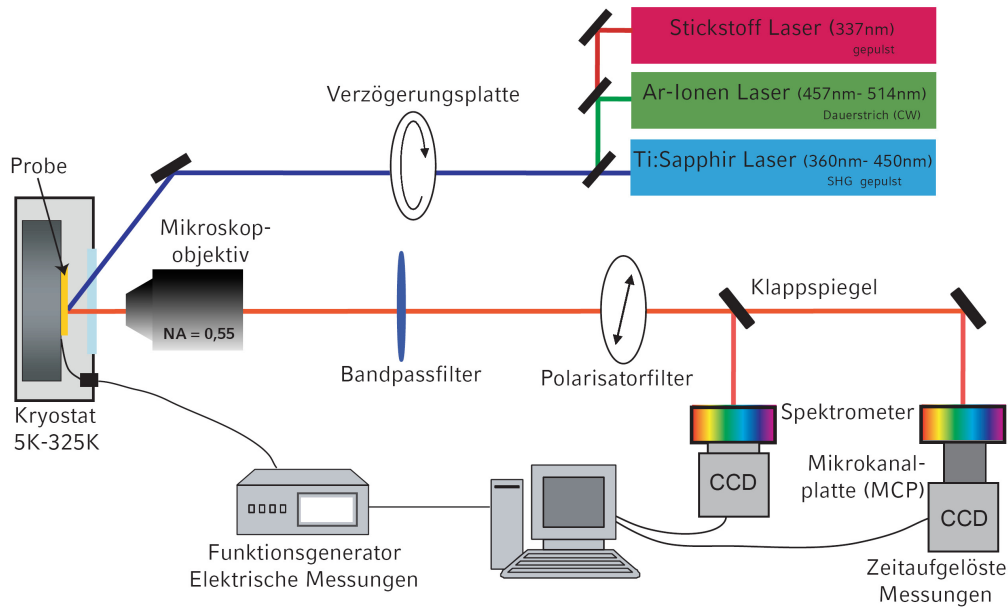 Stickstoff Laser (337nm)
gepulst
Verzögerungsplatte
Ar-Ionen Laser (457nm- 514nm)
Dauerstrich (CW)
Probe
Ti:Sapphir Laser (360nm- 450nm)
SHG gepulst
Mikroskop-
objektiv
NA = 0,55
Klappspiegel
Bandpassfilter
Polarisatorfilter
Kryostat
5K-325K
Spektrometer
CCD
Mikrokanal-
platte (MCP)
CCD
Funktionsgenerator
Elektrische Messungen
Zeitaufgelöste
Messungen